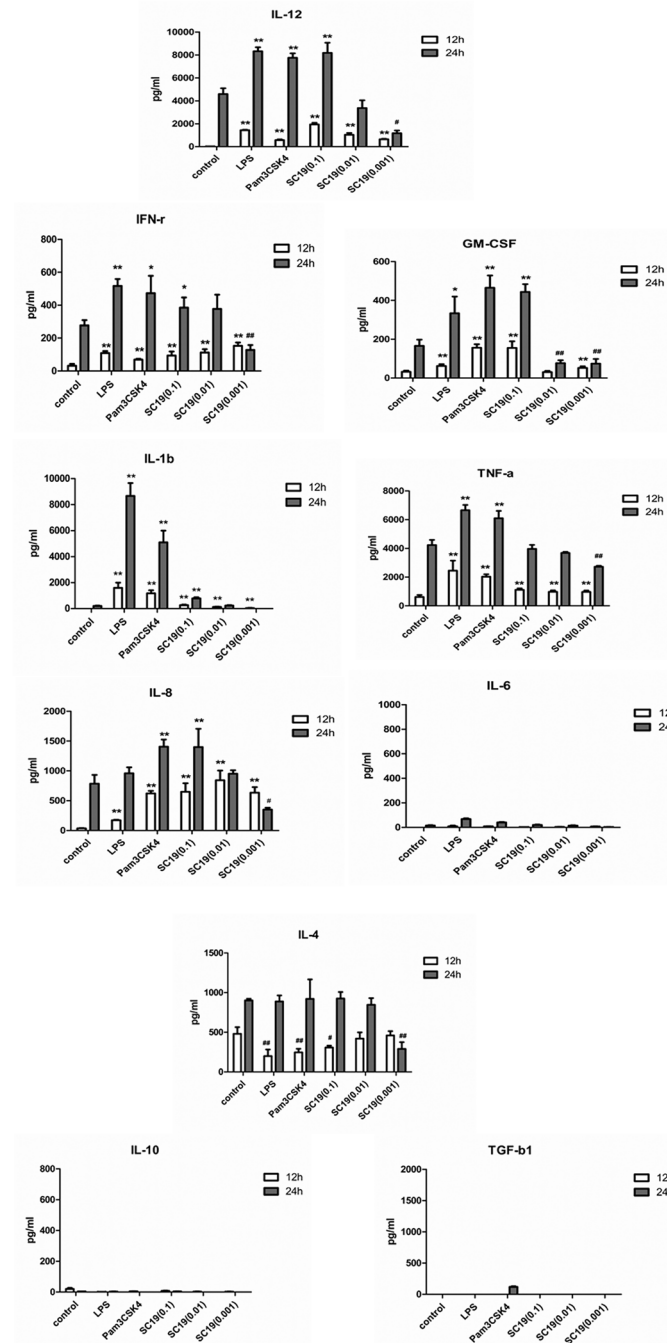 IL-12
12h
24h
10000
8000
6000
4000
2000
0
pg/ml
** ** **
** ** ** ** ** #
control
LPS
Pam3CSK4
SC19(0.1)
SC19(0.01)
SC19(0.001)
IFN-r
12h
24h
800
600
400
200
0
pg/ml
** * *
** ** ** ** ** ##
control
LPS
Pam3CSK4
SC19(0.1)
SC19(0.01)
SC19(0.001)
GM-CSF
12h
24h
600
400
200
0
pg/ml
* ** **
** ** ** ## ** ##
control
LPS
Pam3CSK4
SC19(0.1)
SC19(0.01)
SC19(0.001)
IL-1b
12h
24h
10000
8000
6000
4000
2000
0
pg/ml
** **
** ** ** ** ** **
control
LPS
Pam3CSK4
SC19(0.1)
SC19(0.01)
SC19(0.001)
TNF-a
12h
24h
8000
6000
4000
2000
0
pg/ml
** **
** ** ** ** ** ##
control
LPS
Pam3CSK4
SC19(0.1)
SC19(0.01)
SC19(0.001)
IL-8
12h
24h
2000
1500
1000
500
0
pg/ml
** **
** ** ** ** ** #
control
LPS
Pam3CSK4
SC19(0.1)
SC19(0.01)
SC19(0.001)
IL-6
12
24
1000
800
600
400
200
0
pg/ml
control
LPS
Pam3CSK4
SC19(0.1)
SC19(0.01)
SC19(0.001)
IL-4
12h
24h
1500
1000
500
0
pg/ml
## ## # ##
control
LPS
Pam3CSK4
SC19(0.1)
SC19(0.01)
SC19(0.001)
IL-10
12h
24h
800
600
400
200
0
pg/ml
control
LPS
Pam3CSK4
SC19(0.1)
SC19(0.01)
SC19(0.001)
TGF-b1
12
24
2000
1500
1000
500
0
pg/ml
control
LPS
Pam3CSK4
SC19(0.1)
SC19(0.01)
SC19(0.001)